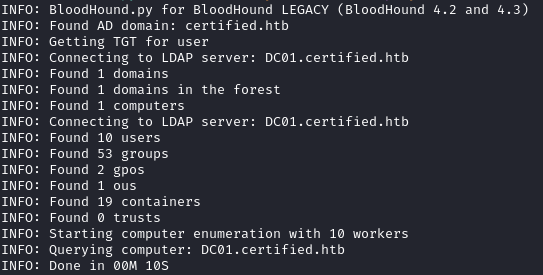 INFO: BloodHound.py for BloodHound LEGACY (BloodHound 4.2 and 4.3)
INFO: Found AD domain: certified.htb
INFO: Getting TGT for user
INFO: Connecting to LDAP server: DC01.certified.htb
INFO: Found 1 domains
INFO: Found 1 domains in the forest
INFO: Found 1 computers
INFO: Connecting to LDAP server: DC01.certified.htb
INFO: Found 10 users
INFO: Found 53 groups
INFO: Found 2 gpos
INFO: Found 1 ous
INFO: Found 19 containers
INFO: Found 0 trusts
INFO: Starting computer enumeration with 10 workers
INFO: Querying computer: DC01.certified.htb
INFO: Done in 00M 10S